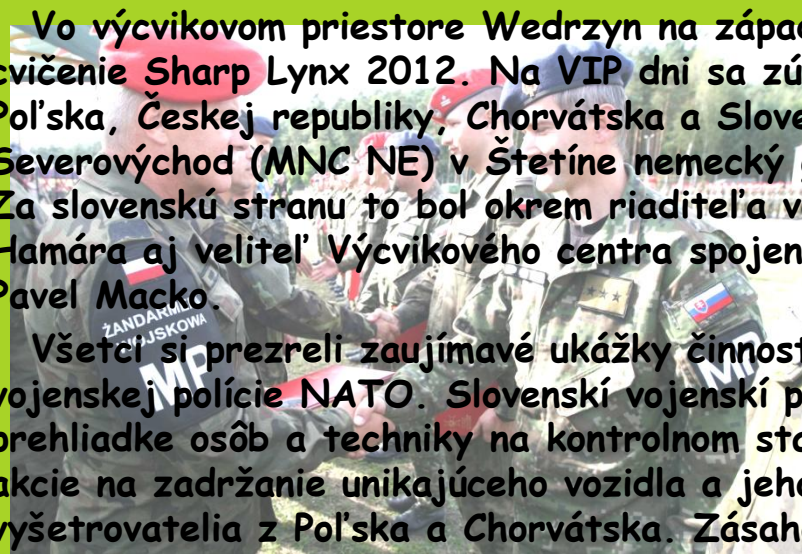 Vo výcvikovom priestore Wedrzyn na západ
cvičenie Sharp Lynx 2012. Na VIP dni sa zú
Poľska, Českej republiky, Chorvátska a Slove
Severovýchod (MNC NE) v Štetíne nemecký
Za slovenskú stranu to bol okrem riaditeľa v
Hamára aj veliteľ Výcvikového centra spojen
Pavel Macko.
Všetci si prezreli zaujímavé ukážky činnost
vojenskej polície NATO. Slovenskí vojenskí p
prehliadke osôb a techniky na kontrolnom sta
akcie na zadržanie unikajúceho vozidla a jeho
vyšetrovatelia z Poľska a Chorvátska. Zásah
ŻANDARMERIA
WOJSKOWA
MP
MP